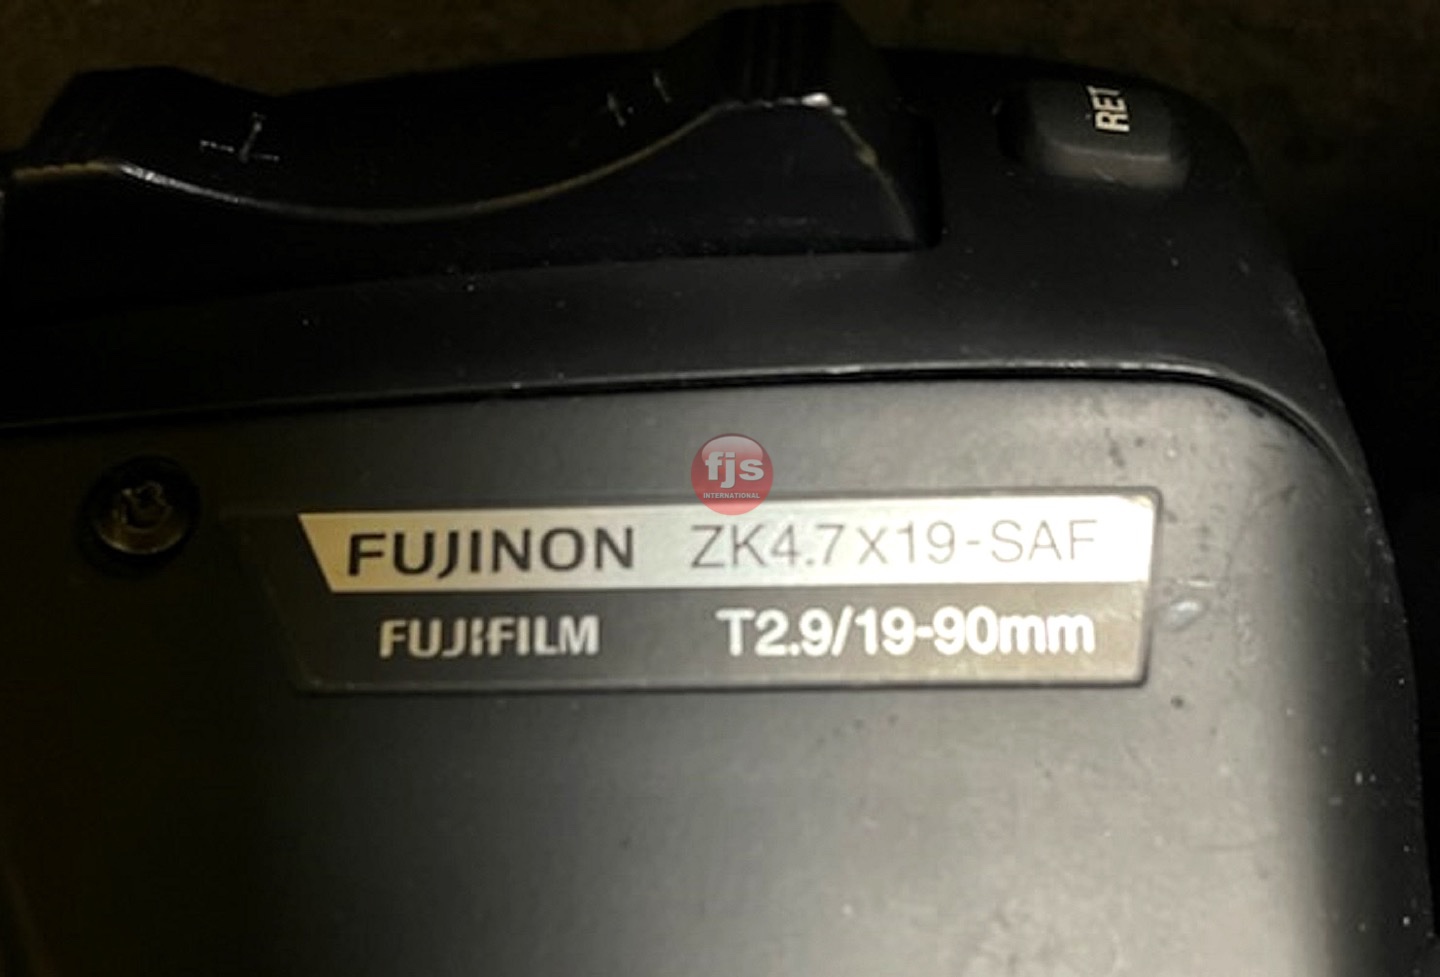 RET
fjs
INTERNATIONAL
FUJINON ZK4.7x19-SAF
FUJIFILM T2.9/19-90mm